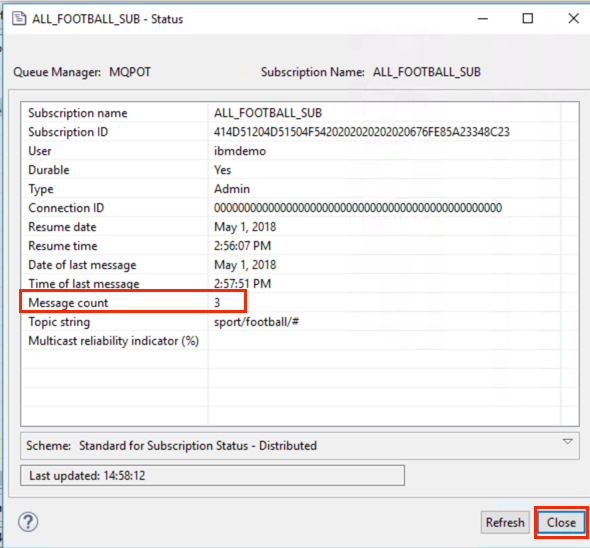 ALL_FOOTBALL_SUB - Status
Queue Manager: MQPOT Subscription Name: ALL_FOOTBALL_SUB
Subscription name ALL_FOOTBALL_SUB
Subscription ID 414D51204D51504F542020202020202020676FE85A23348C23
User ibmdemo
Durable Yes
Type Admin
Connection ID 000000000000000000000000000000000000000000000000
Resume date May 1, 2018
Resume time 2:56:07 PM
Date of last message May 1, 2018
Time of last message 2:57:51 PM
Message count 3
Topic string sport/football/#
Multicast reliability indicator (%)
Scheme: Standard for Subscription Status - Distributed
Last updated: 14:58:12
? Refresh Close